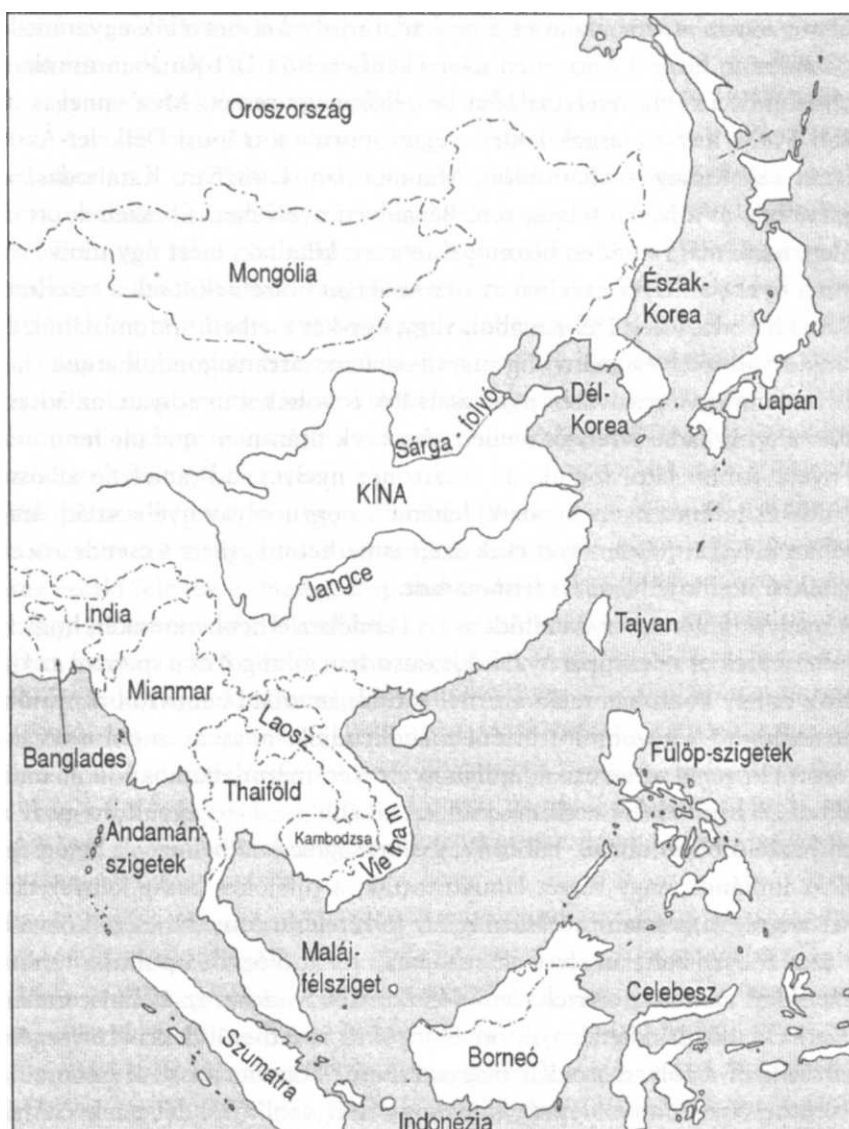 Oroszország
Mongólia
Észak-
Korea
Dél-
Korea
Japán
Sárga folyó
KÍNA
Jangce
India
Tajvan
Mianmar
Laosz
Banglades
Thaiföld
Fülöp-szigetek
Kambodzsa
Vietnam
Andamán-
szigetek
Maláj-
félsziget
Celebesz
Borneó
Szumátra
Indonézia